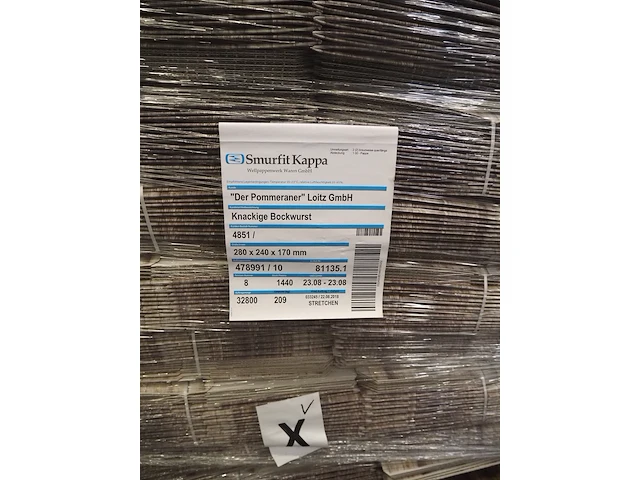 Smurfit Kappa
Wellpappenwerk Waren GmbH
"Der Pommeraner" Loitz GmbH
Knackige Bockwurst
4851 /
280 x 240 x 170 mm
478991 / 10 81135.1
8 1440 23.08 - 23.08
32800 209
STRETCHEN
X